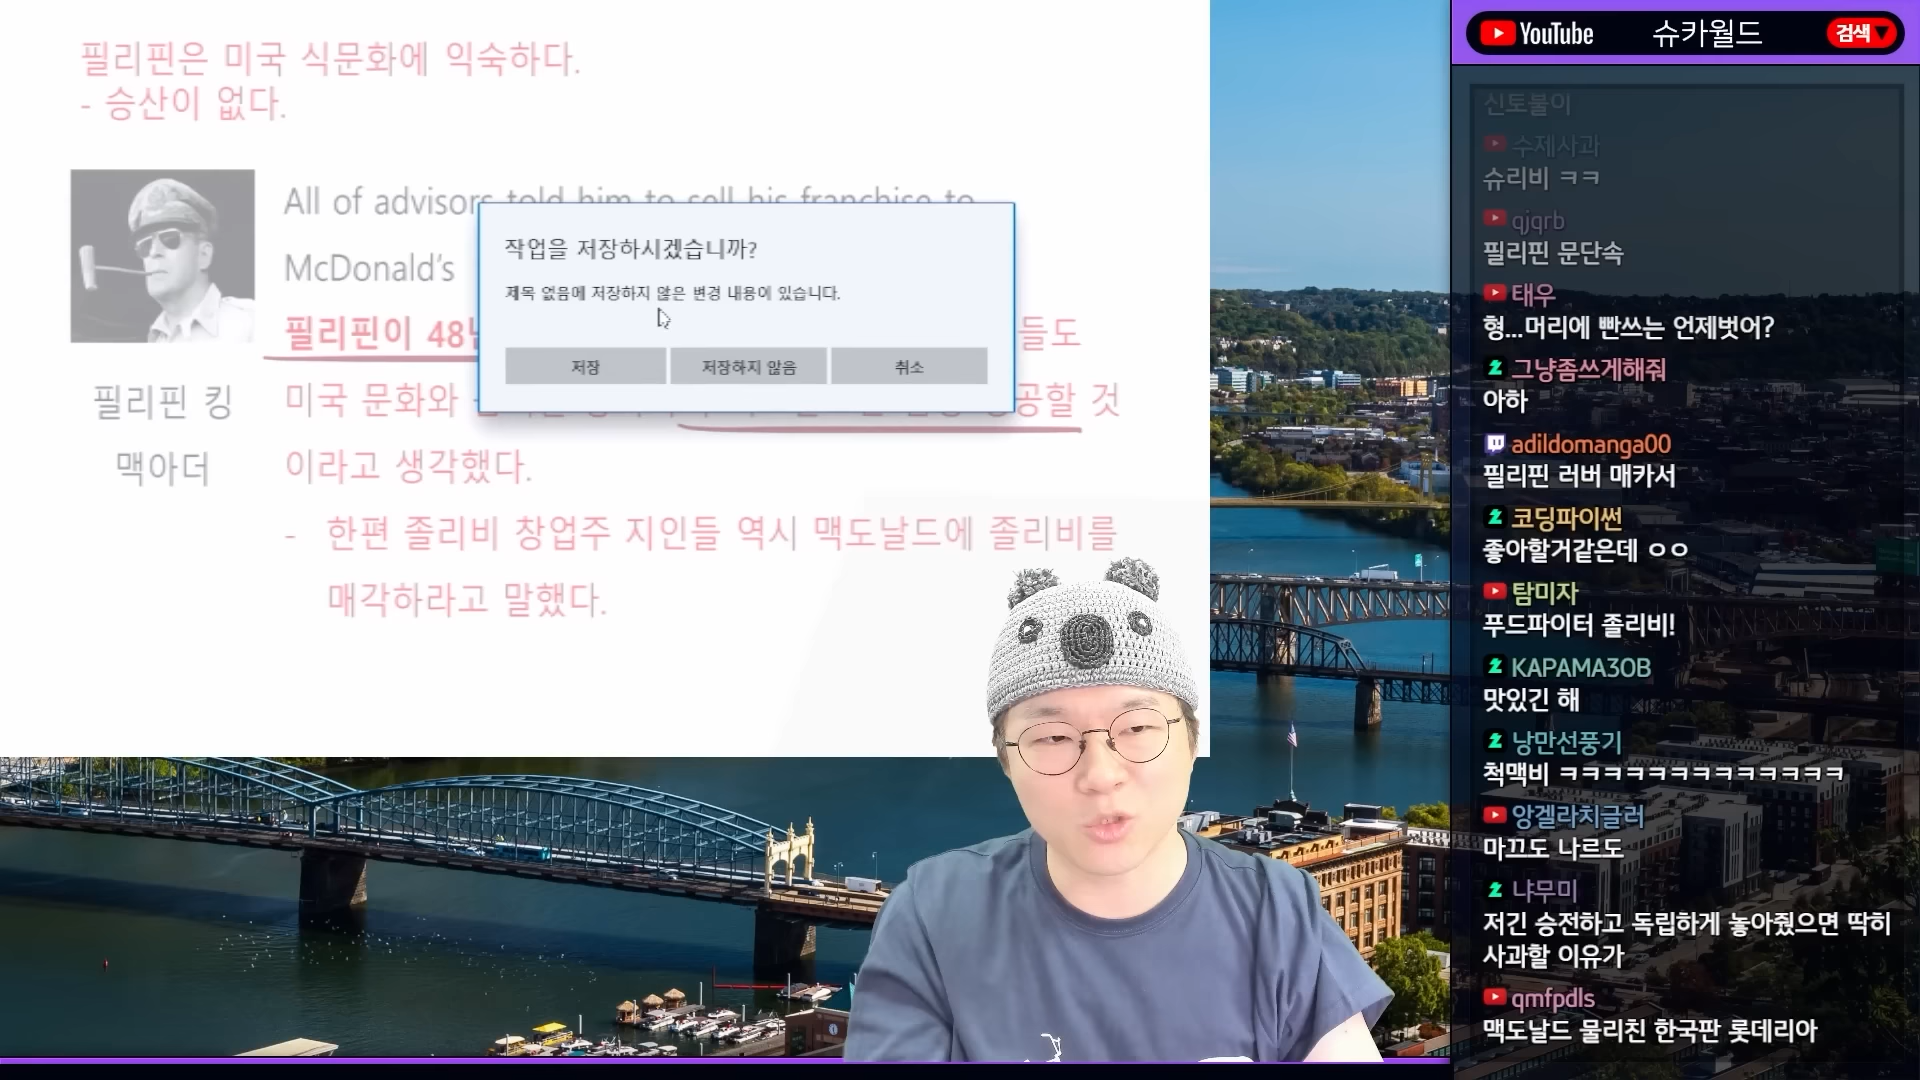 필리핀은 미국 식문화에 익숙하다.
- 승산이 없다.
All of advisors told him to sell his franchise to
McDonald's
필리핀이 48년
들도
필리핀 킹
맥아더
미국 문화와
공할 것
이라고 생각했다.
- 한편 졸리비 창업주 지인들 역시 맥도날드에 졸리비를
매각하라고 말했다.
작업을 저장하시겠습니까?
제목 없음에 저장하지 않은 변경 내용이 있습니다.
저장
저장하지 않음
취소
YouTube
슈카월드
검색▼
신토불이
수제사과
슈리비 ㅋㅋ
qjqrb
필리핀 문단속
태우
형...머리에 빤쓰는 언제벗어?
그냥좀쓰게해줘
아하
adildomanga00
필리핀 러버 매카서
코딩파이썬
좋아할거같은데 ㅇㅇ
탐미자
푸드파이터 졸리비!
KAPAMA3OB
맛있긴 해
낭만선풍기
척맥비 ㅋㅋㅋㅋㅋㅋㅋㅋㅋㅋㅋㅋㅋ
앙겔라치글러
마끄도 나르도
냐무미
저긴 승전하고 독립하게 놓아줬으면 딱히
사과할 이유가
qmfpdls
맥도날드 물리친 한국판 롯데리아